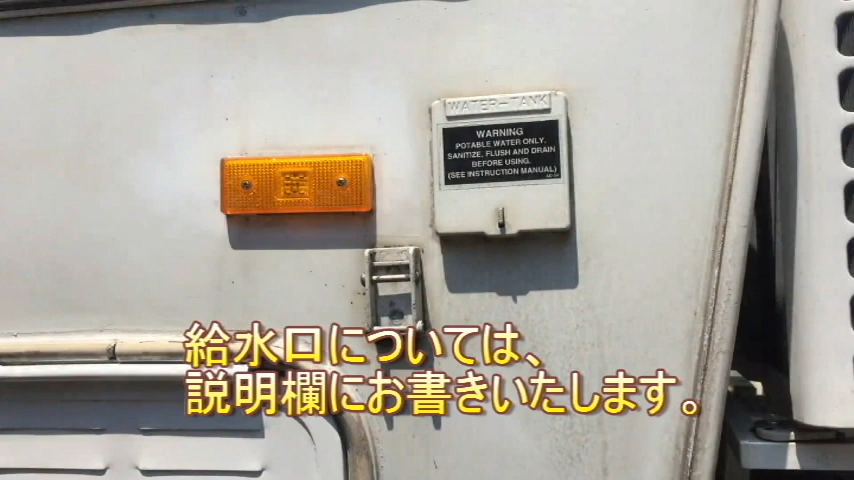 WATER-TANK
WARNING
POTABLE WATER ONLY.
SANITIZE, FLUSH AND DRAIN
BEFORE USING.
(SEE INSTRUCTION MANUAL)
給水口については、
説明欄にお書きいたします。